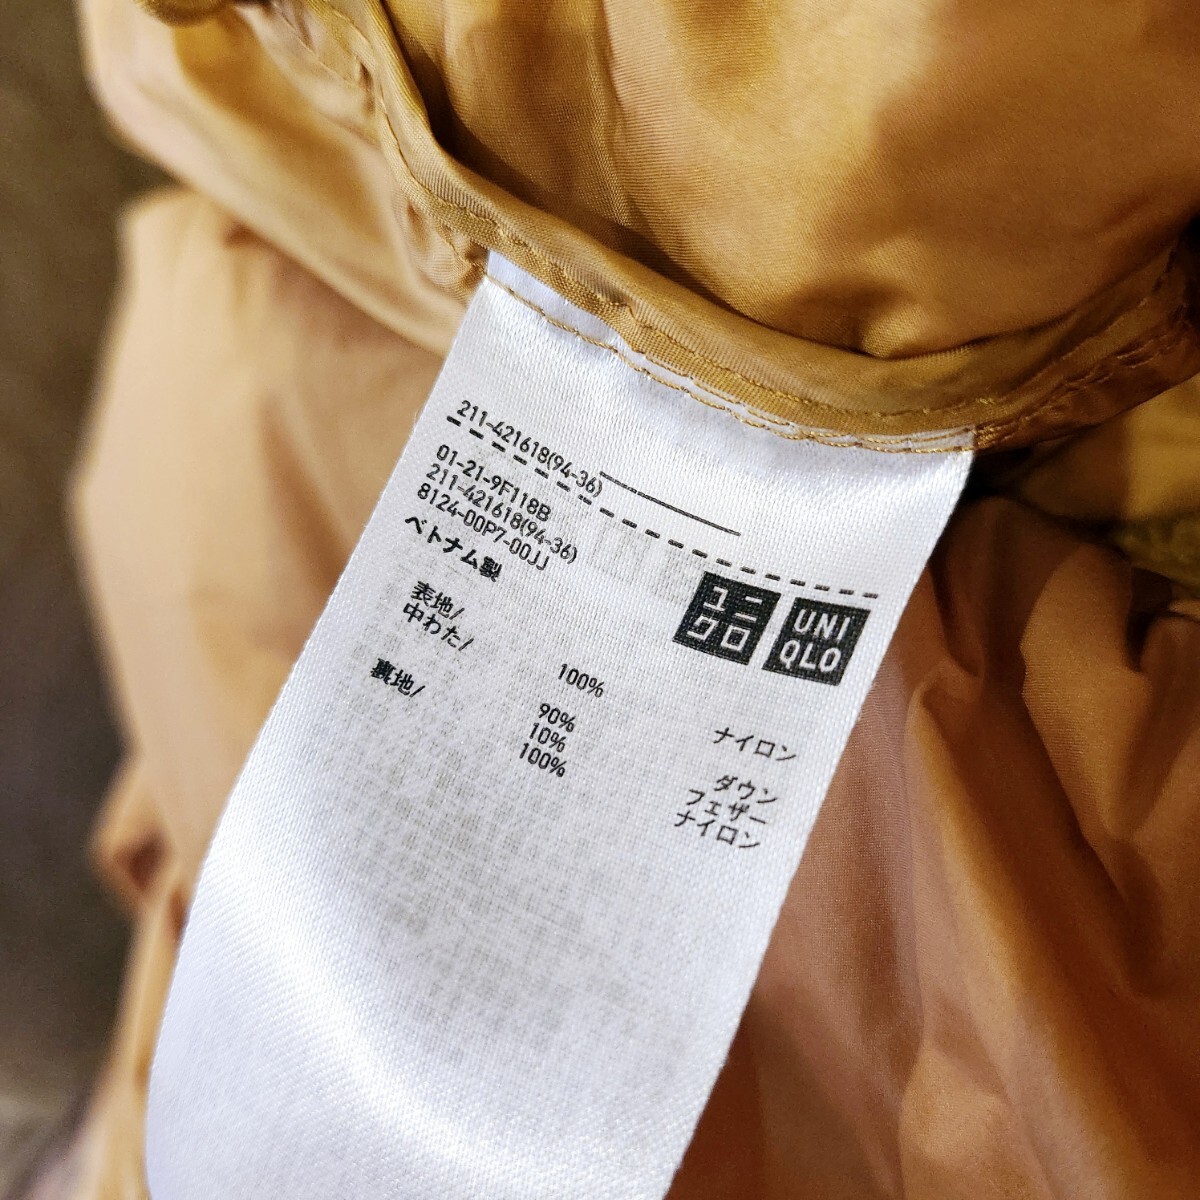 211-421618(94-36)
01-21-9F118B
211-421618(94-36)
8124-00P7-00JJ
ベトナム製
ユニクロ
UNI
QLO
表地/
100% ナイロン
中わた/
90% ダウン
10% フェザー
裏地/
100% ナイロン